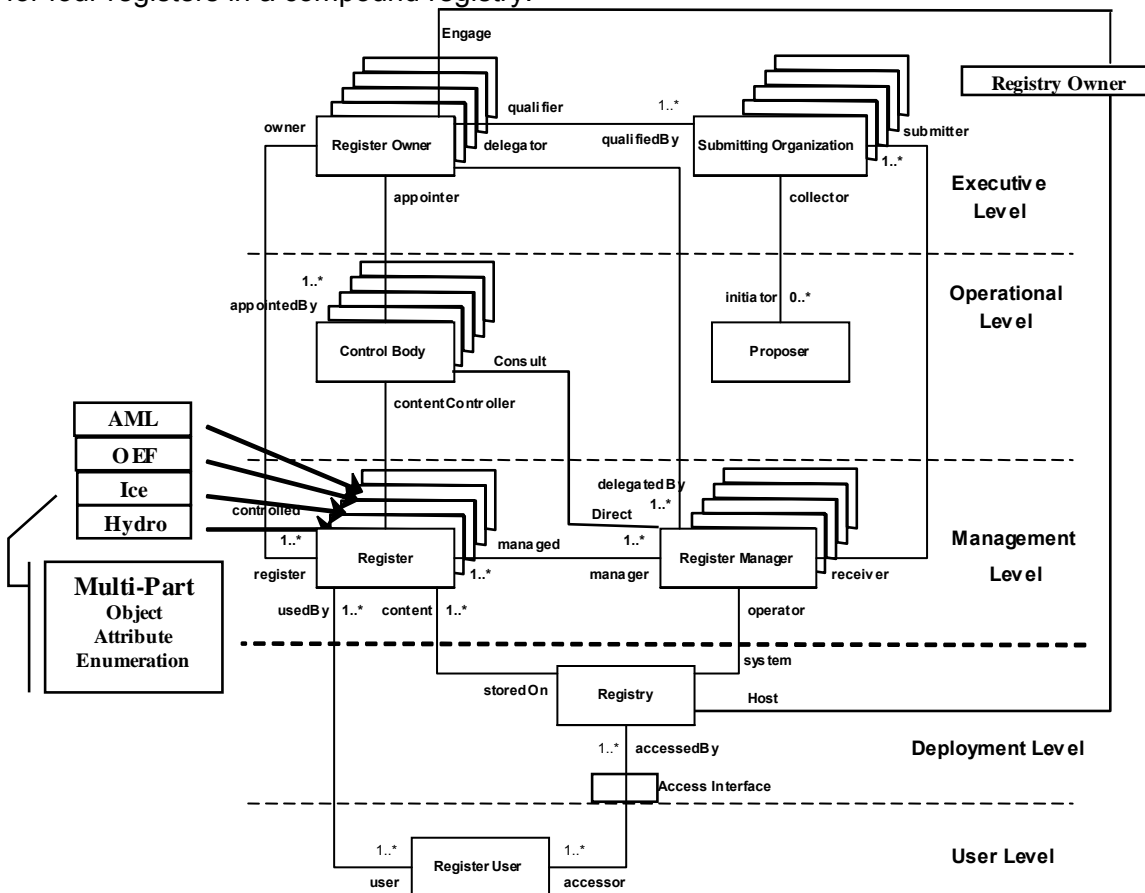 for four registers in a compound registry.
Engage
Registry Owner
qualifier
1..*
owner
submitter
Register Owner
delegator
qualifiedBy
Submitting Organization
1..*
appointer
collector
Executive
Level
1..*
appointedBy
initiator
0..*
Operational
Level
Control Body
Consult
Proposer
contentController
AML
OEF
Ice
Hydro
controlled
delegatedBy
1..*
Direct
1..*
Register
managed
1..*
Register Manager
Management
Level
register
1..*
manager
receiver
Multi-Part
Object
Attribute
Enumeration
usedBy
1..*
content
1..*
operator
system
storedOn
Registry
Host
1..*
accessedBy
Deployment Level
Access Interface
1..*
Register User
1..*
User Level
user
accessor